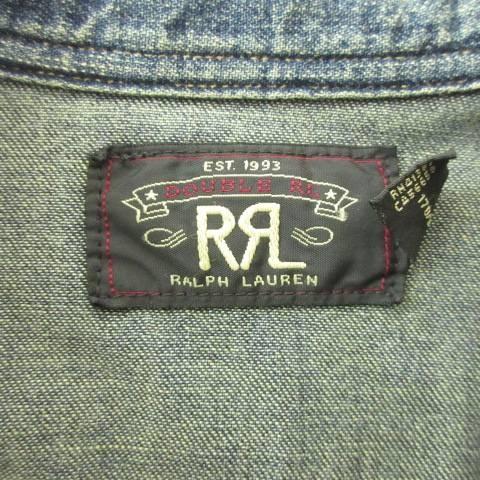 EST. 1993
DOUBLE RL
RRL
RALPH LAUREN